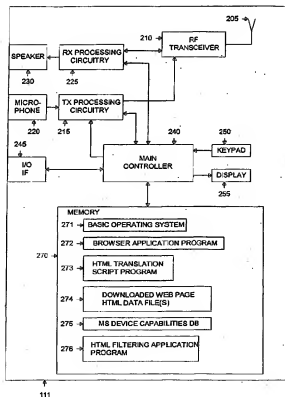 205
210
RF
TRANSCEIVER
SPEAKER
230
RX PROCESSING
CIRCUITRY
225
MICRO-
PHONE
220
TX PROCESSING
CIRCUITRY
215
240
250
245
I/O
IF
MAIN
CONTROLLER
KEYPAD
DISPLAY
255
MEMORY
270
271
BASIC OPERATING SYSTEM
272
BROWSER APPLICATION PROGRAM
273
HTML TRANSLATION
SCRIPT PROGRAM
274
DOWNLOADED WEB PAGE
HTML DATA FILE(S)
275
MS DEVICE CAPABILITIES DB
276
HTML FILTERING APPLICATION
PROGRAM
111